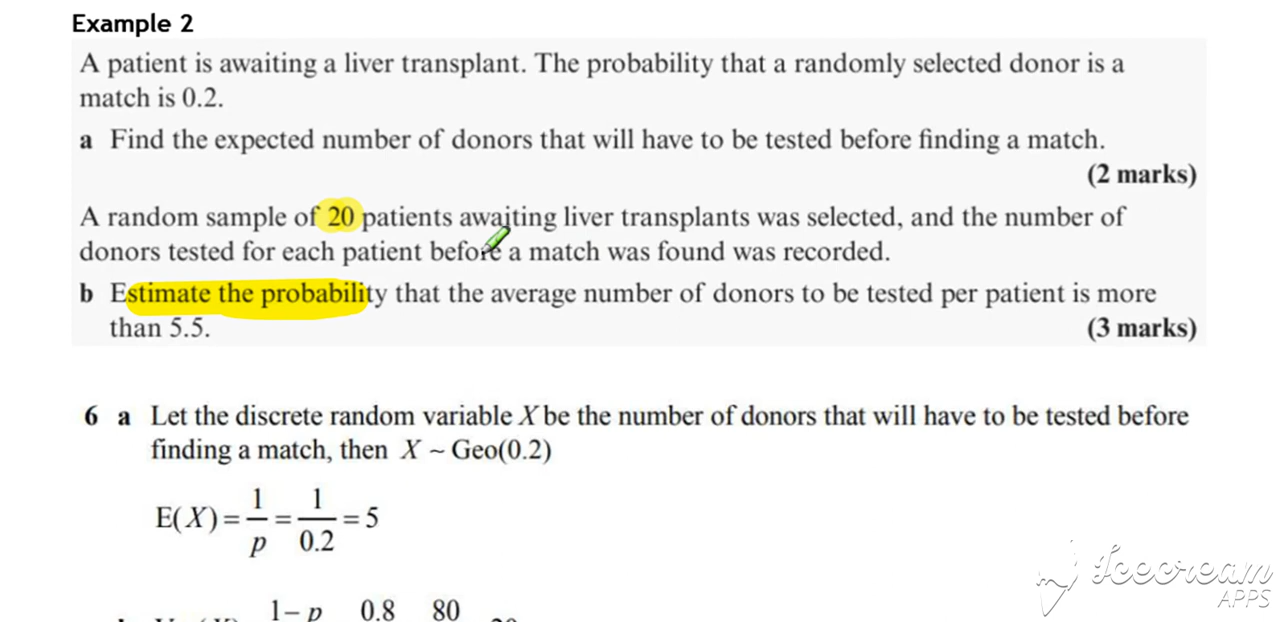 Example 2
A patient is awaiting a liver transplant. The probability that a randomly selected donor is a
match is 0.2.
a Find the expected number of donors that will have to be tested before finding a match.
(2 marks)
A random sample of 20 patients awaiting liver transplants was selected, and the number of
donors tested for each patient before a match was found was recorded.
b Estimate the probability that the average number of donors to be tested per patient is more
than 5.5.
(3 marks)
6 a Let the discrete random variable X be the number of donors that will have to be tested before
finding a match, then X ~ Geo(0.2)
E(X) = 1/p = 1/0.2 = 5
1– p 0.8 80
Icecream
APPS